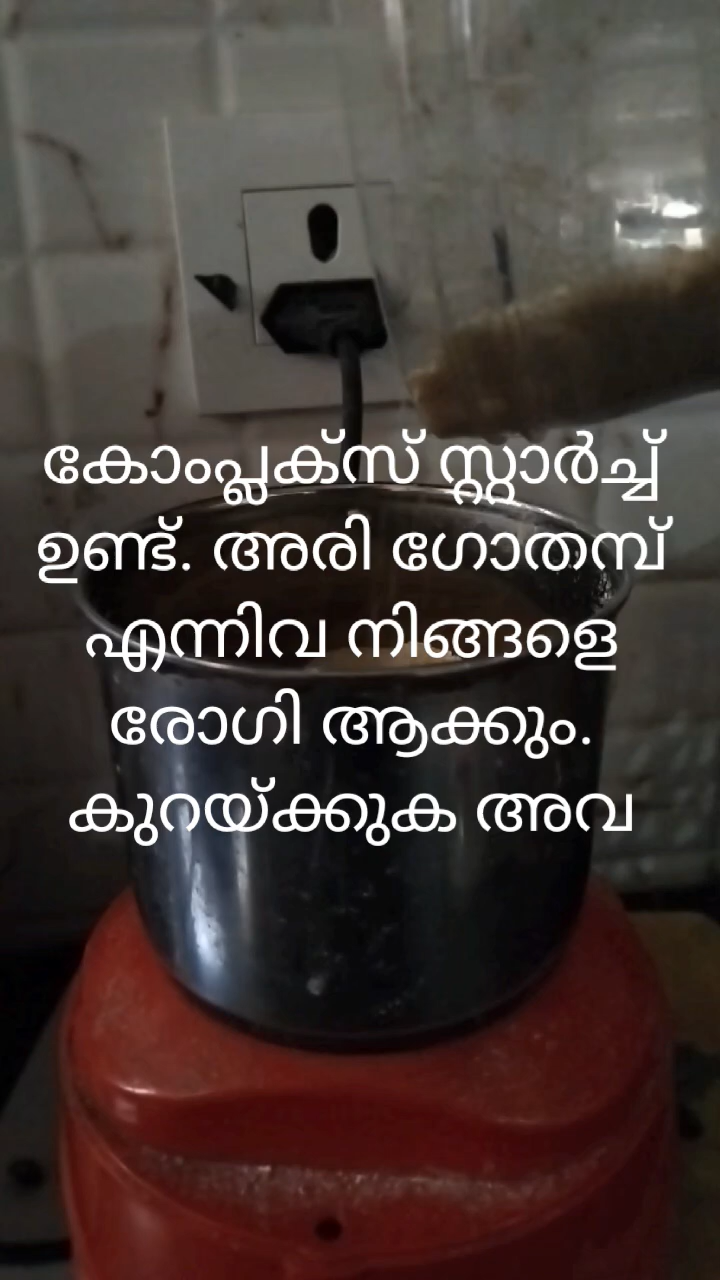 കോംപ്ലക്സ് സ്റ്റാർച്ച്
ഉണ്ട്. അരി ഗോതമ്പ്
എന്നിവ നിങ്ങളെ
രോഗി ആക്കും.
കുറയ്ക്കുക അവ